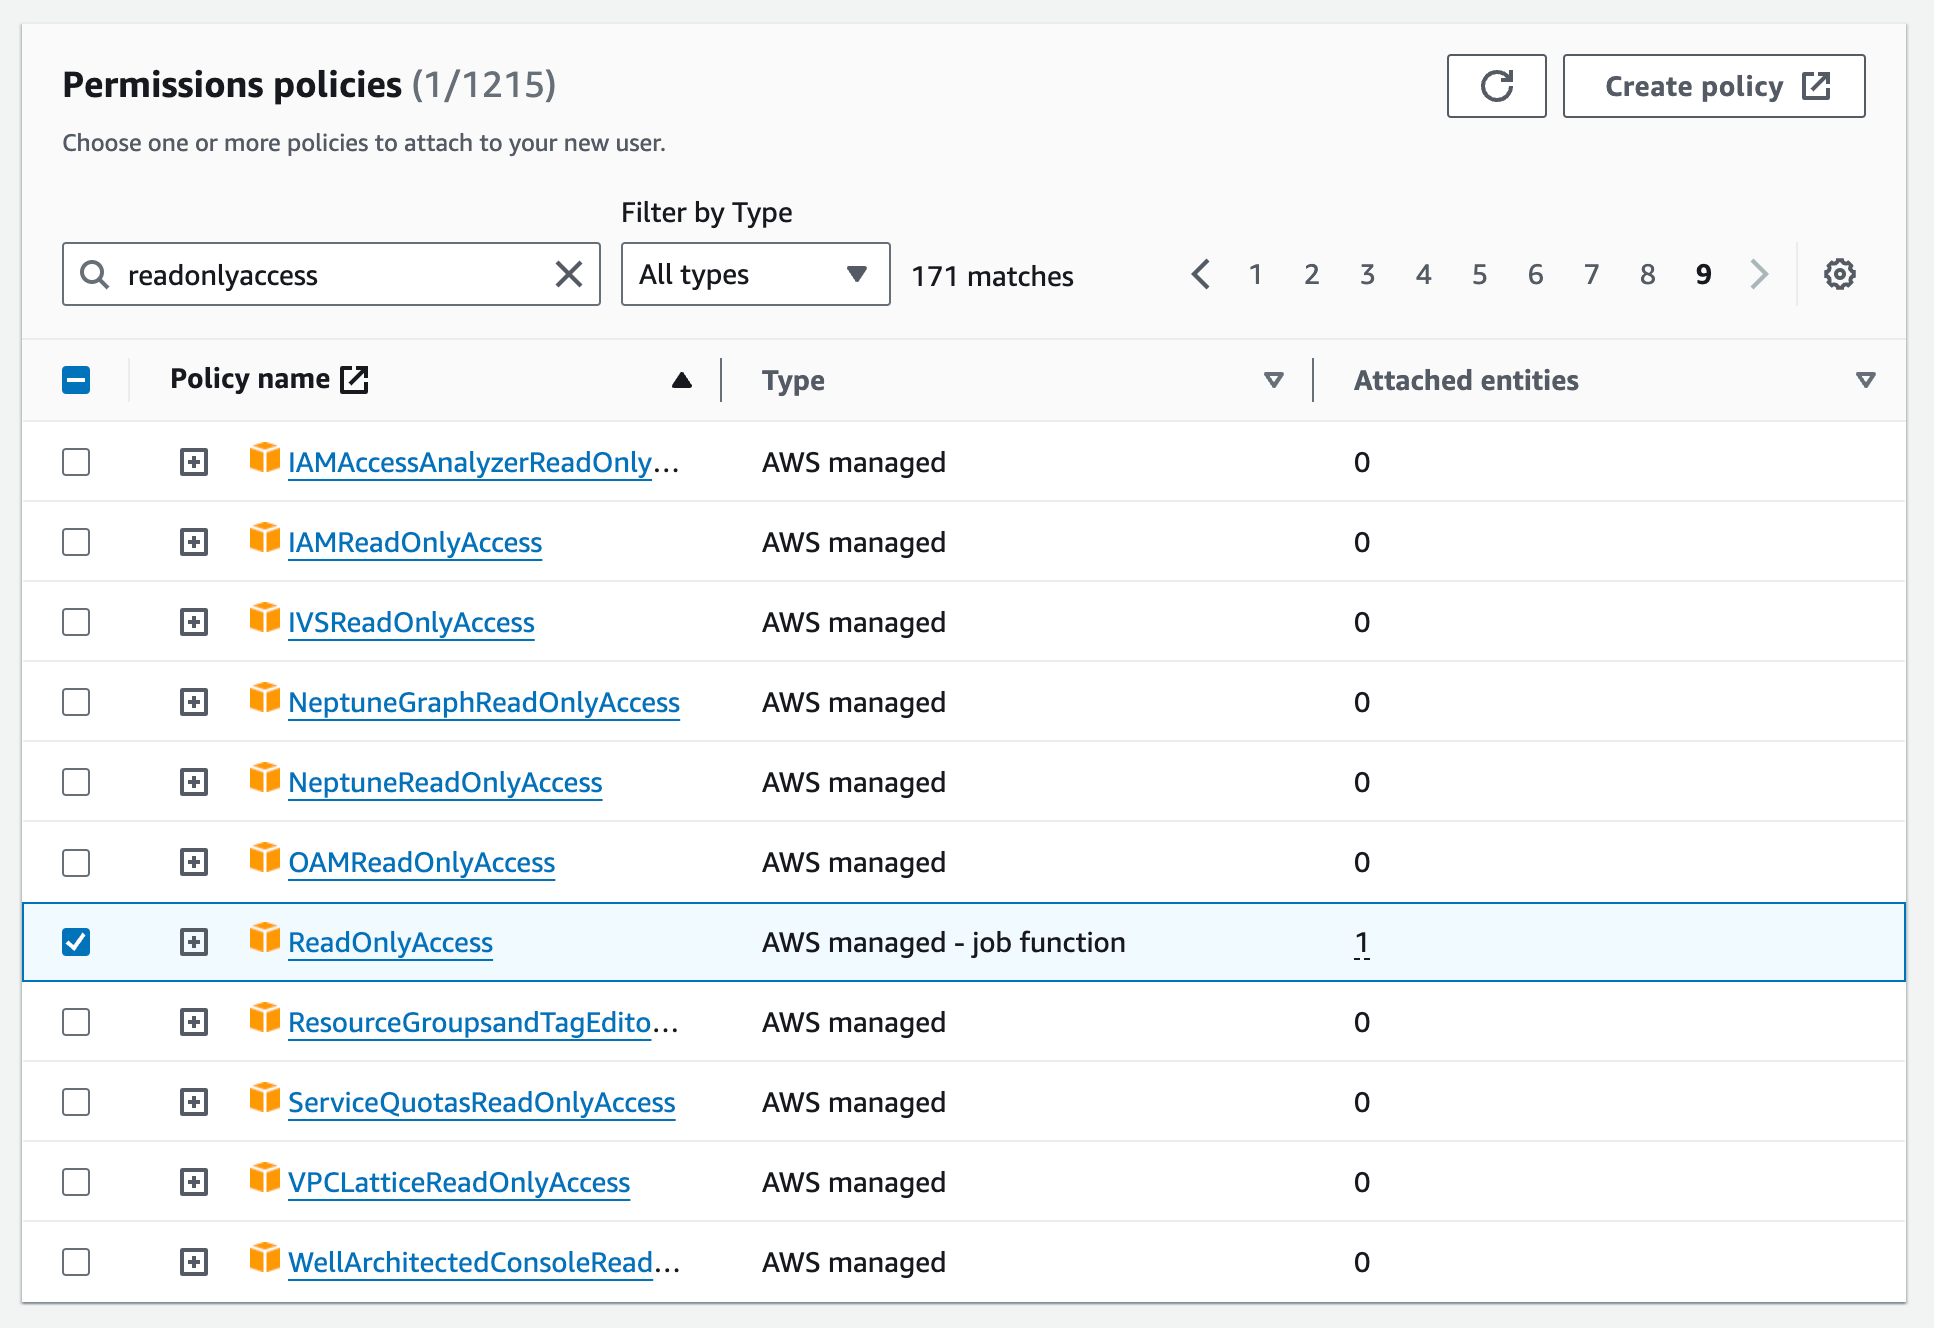 Permissions policies (1/1215)
Create policy
Choose one or more policies to attach to your new user.
Filter by Type
readonlyaccess
All types
171 matches
1 2 3 4 5 6 7 8 9
Policy name Type Attached entities
IAMAccessAnalyzerReadOnly... AWS managed 0
IAMReadOnlyAccess AWS managed 0
IVSReadOnlyAccess AWS managed 0
NeptuneGraphReadOnlyAccess AWS managed 0
NeptuneReadOnlyAccess AWS managed 0
OAMReadOnlyAccess AWS managed 0
ReadOnlyAccess AWS managed - job function 1
ResourceGroupsandTagEdito... AWS managed 0
ServiceQuotasReadOnlyAccess AWS managed 0
VPCLatticeReadOnlyAccess AWS managed 0
WellArchitectedConsoleRead... AWS managed 0